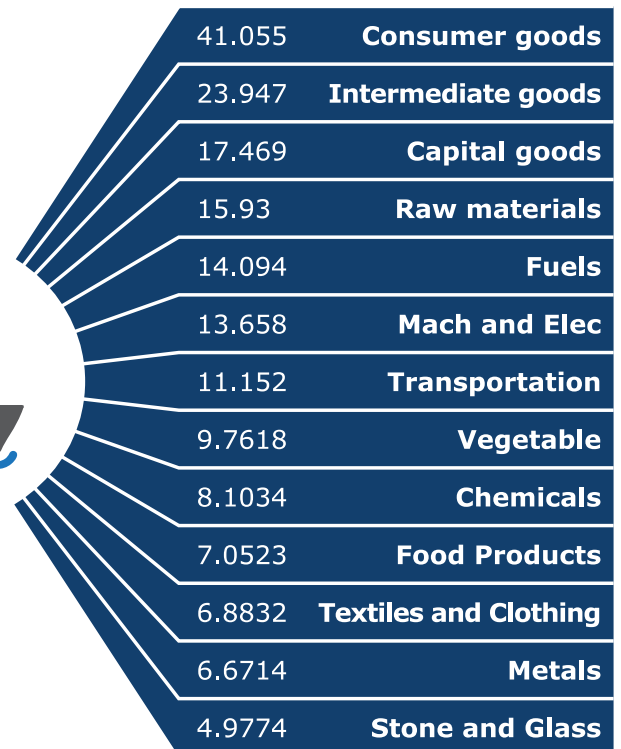 41.055 Consumer goods
23.947 Intermediate goods
17.469 Capital goods
15.93 Raw materials
14.094 Fuels
13.658 Mach and Elec
11.152 Transportation
9.7618 Vegetable
8.1034 Chemicals
7.0523 Food Products
6.8832 Textiles and Clothing
6.6714 Metals
4.9774 Stone and Glass